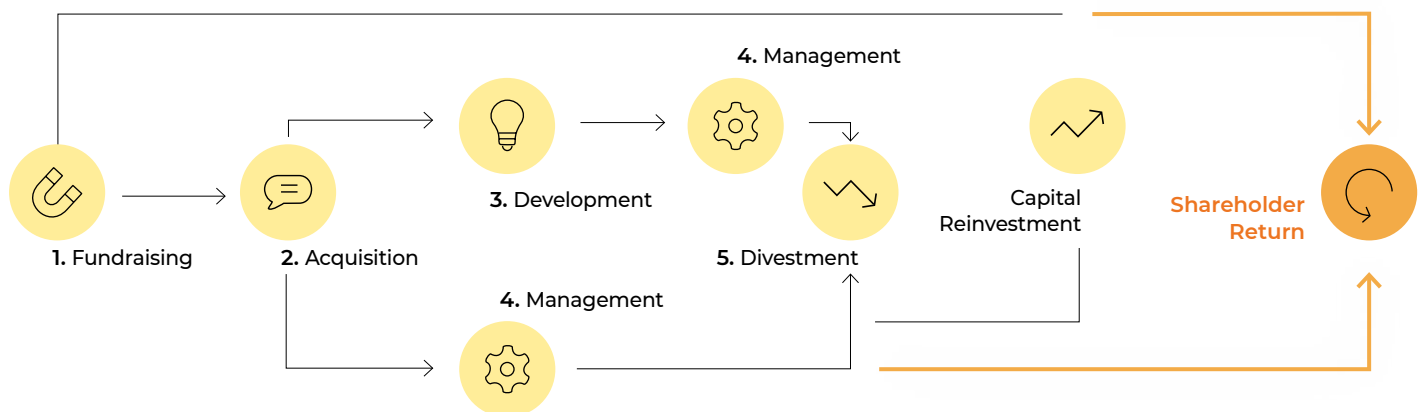 4. Management
3. Development
Capital
Reinvestment
Shareholder
Return
1. Fundraising
2. Acquisition
5. Divestment
4. Management